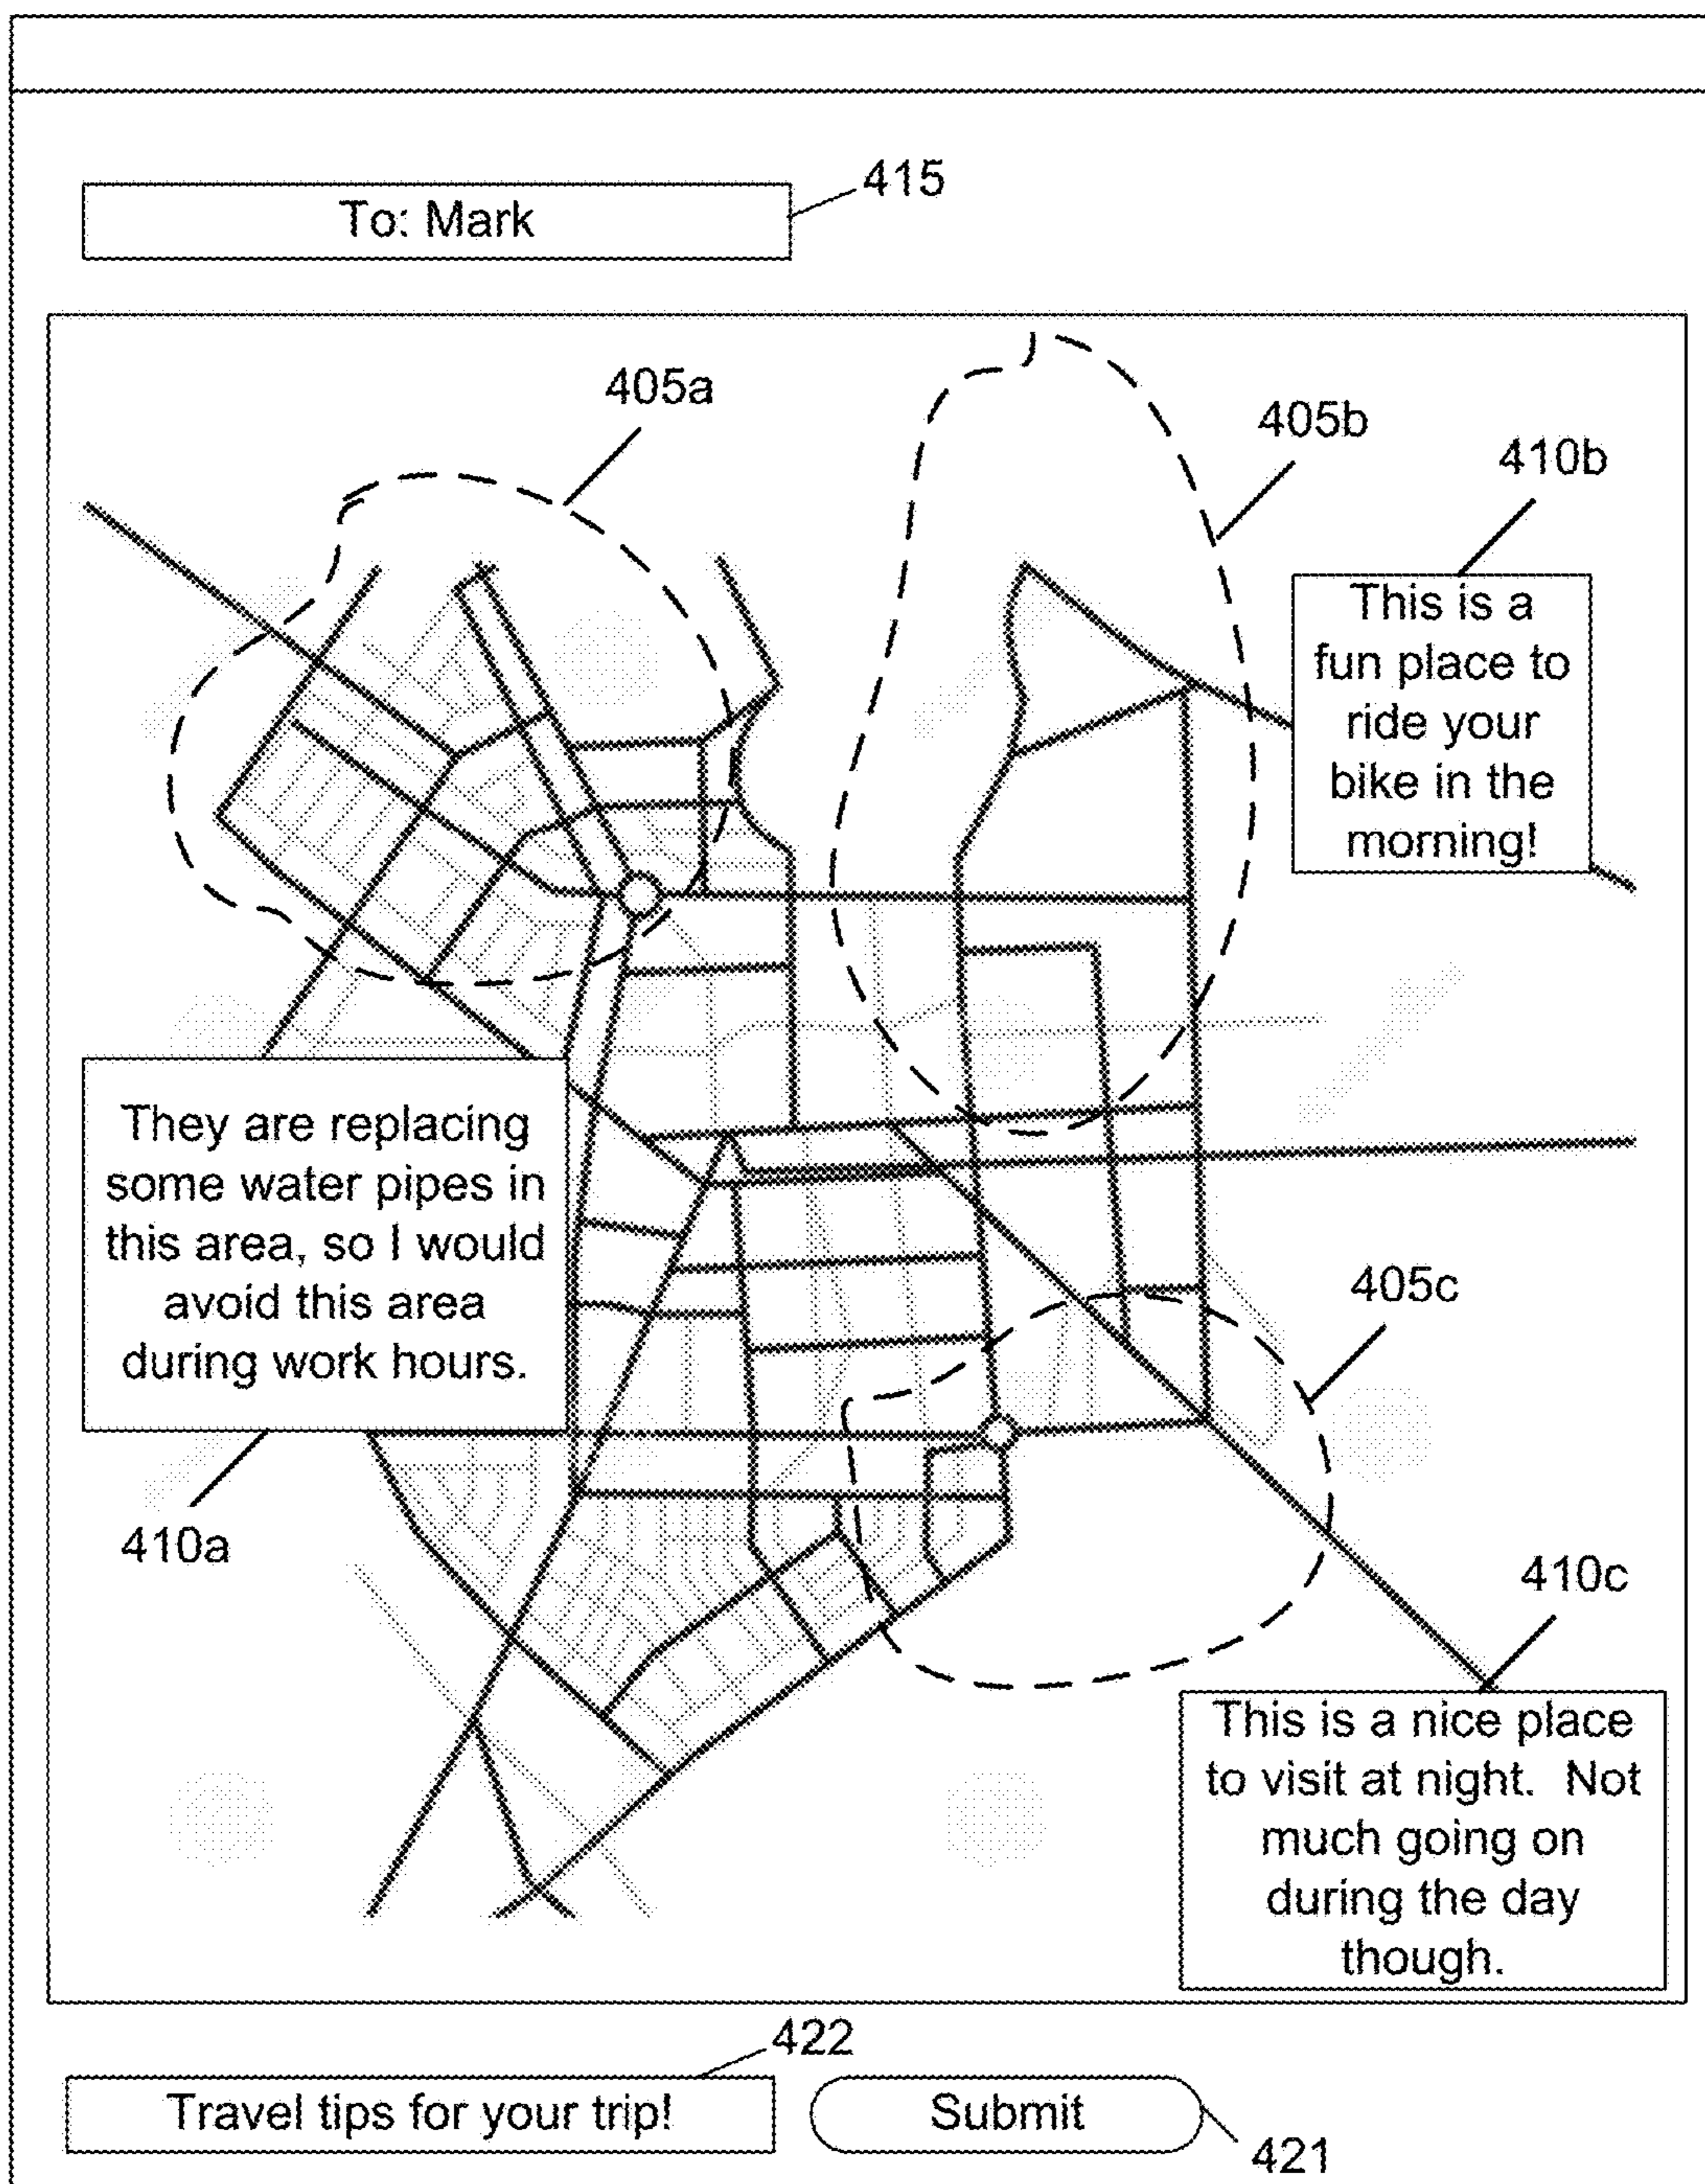 415
To: Mark
405a
405b
410b
This is a
fun place to
ride your
bike in the
morning!
They are replacing
some water pipes in
this area, so I would
avoid this area
during work hours.
405c
410a
410c
This is a nice place
to visit at night.  Not
much going on
during the day
though.
422
Travel tips for your trip!
Submit
421